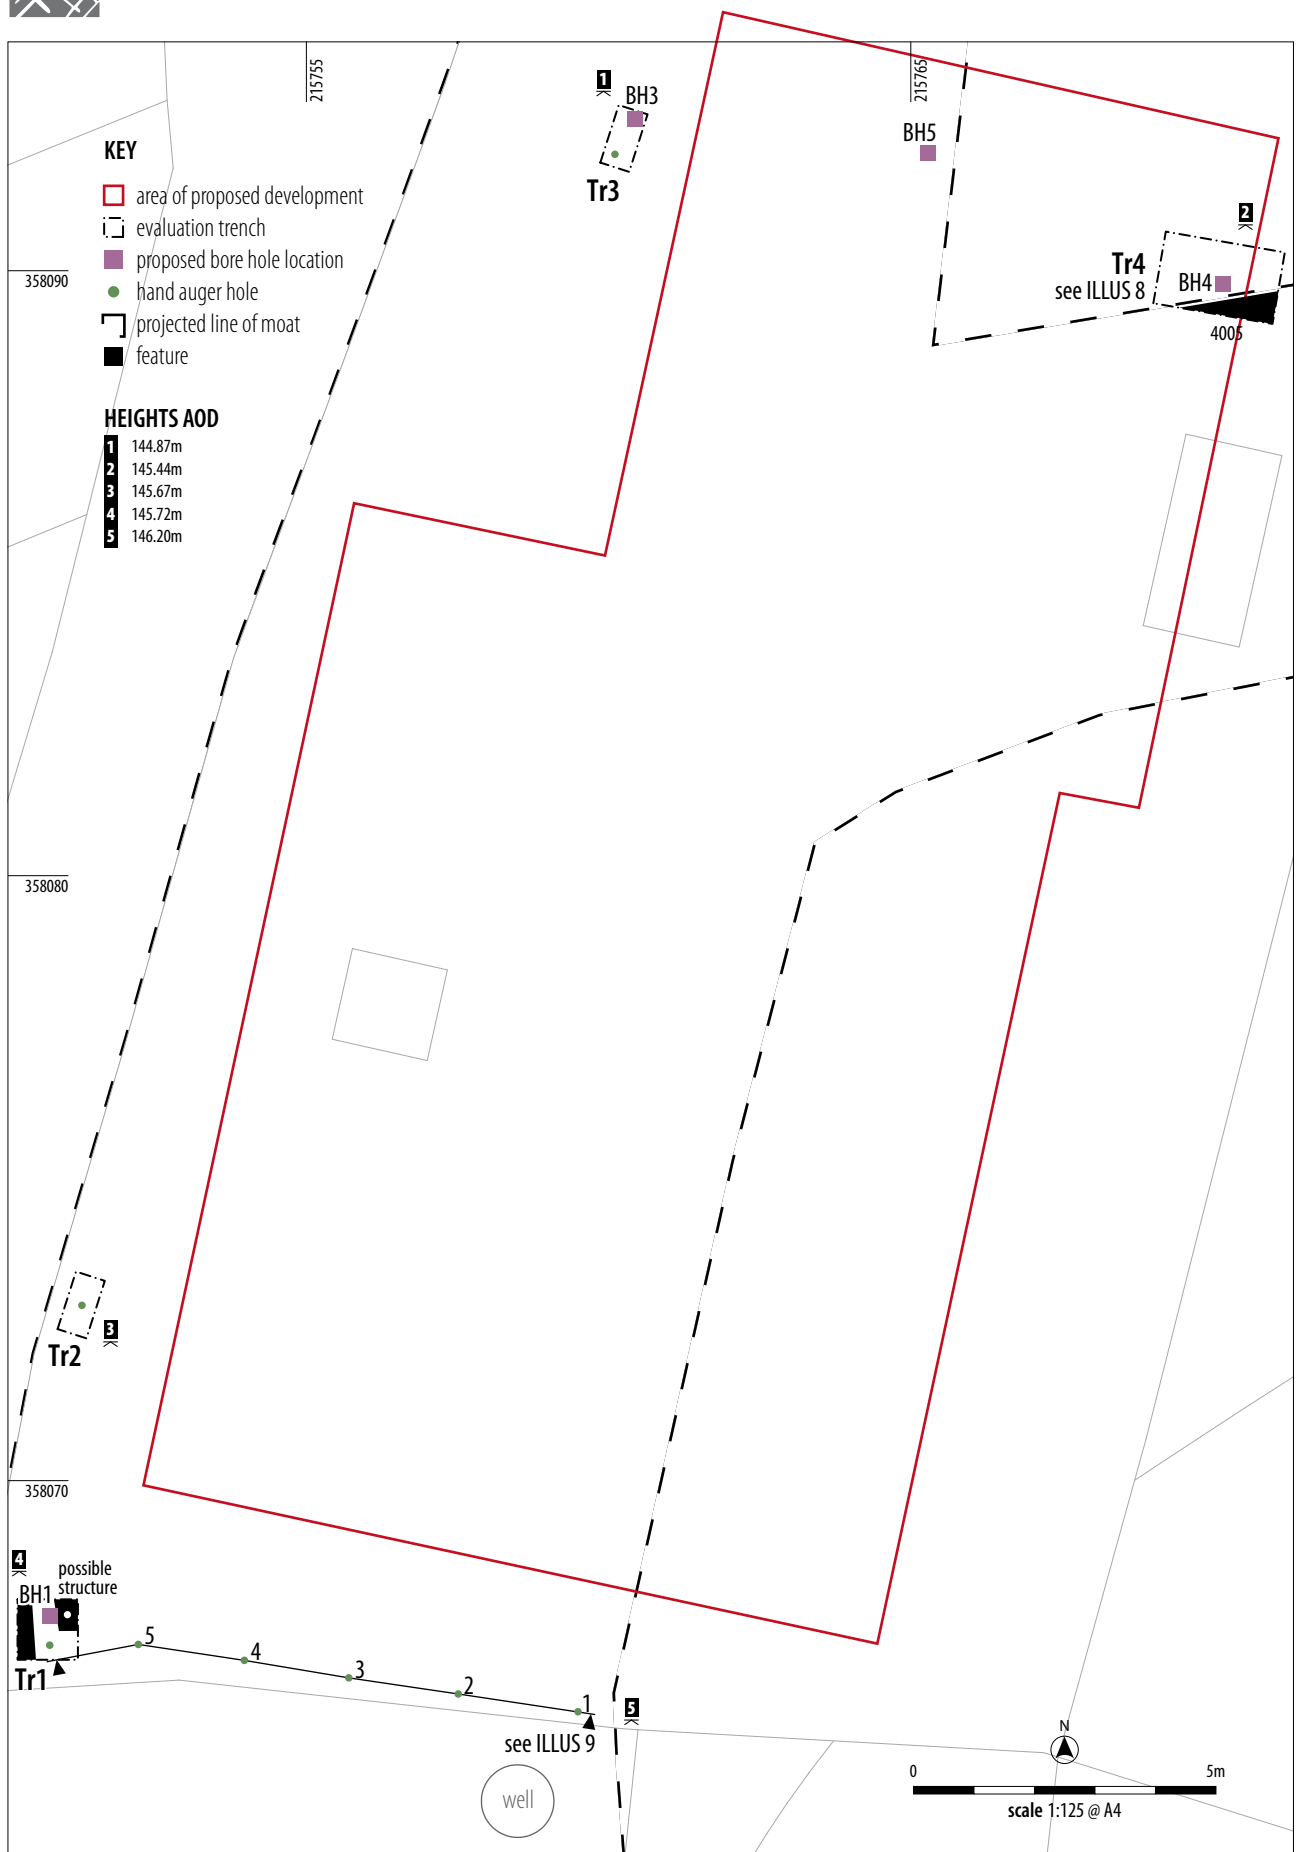 215755
215765
1
BH3
BH5
Tr3
KEY
area of proposed development
evaluation trench
proposed bore hole location
hand auger hole
projected line of moat
feature
2
Tr4
see ILLUS 8
BH4
4005
358090
HEIGHTS AOD
1 144.87m
2 145.44m
3 145.67m
4 145.72m
5 146.20m
358080
3
Tr2
358070
4
possible
structure
BH1
Tr1
5
4
3
2
1
5
see ILLUS 9
well
N
0 5m
scale 1:125 @ A4